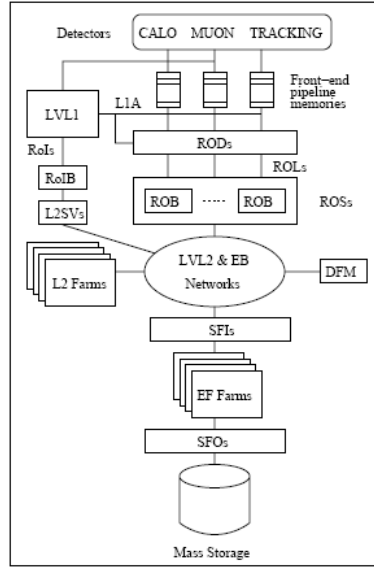 Detectors
CALO MUON TRACKING
Front−end
pipeline
memories
L1A
LVL1
RoIs
RODs
ROLs
RoIB
ROB ..... ROB
ROSs
L2SVs
LVL2 & EB
Networks
DFM
L2 Farms
SFIs
EF Farms
SFOs
Mass Storage